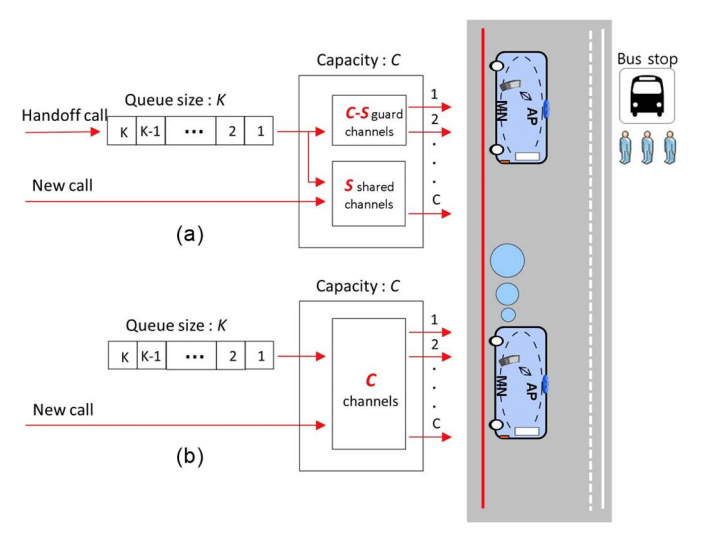 Capacity : C
Queue size : K
Handoff call
K K-1 ••• 2 1
C-S guard
channels
1
2
.
.
.
.
C
New call
S shared
channels
(a)
Capacity : C
Queue size : K
K K-1 ••• 2 1
C
channels
1
2
.
.
.
.
C
New call
(b)
MN
AP
MN
AP
Bus stop